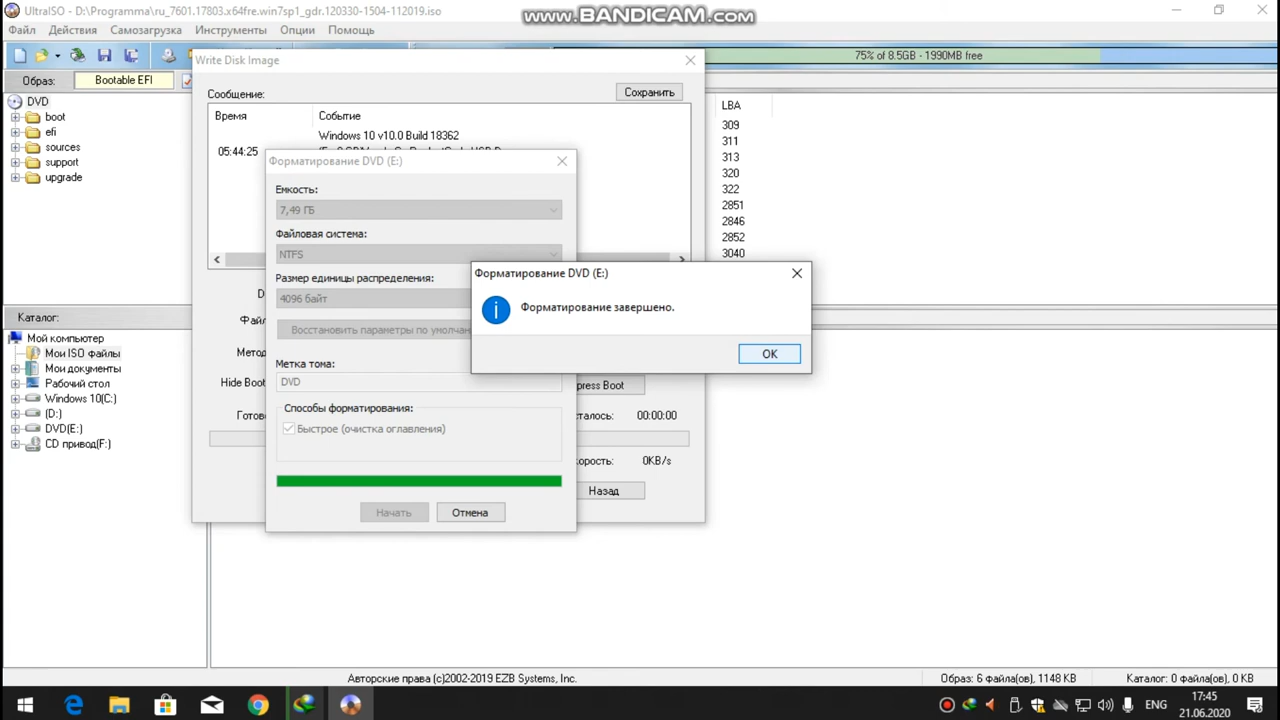 UltraISO - D:\Programma\ru_7601.17803.x64fre.win7sp1_gdr.120330-1504-112019.iso
www.BANDICAM.com
Файл Действия Самозагрузка Инструменты Опции Помощь
75% of 8.5GB - 1990MB free
Образ: Bootable EFI
DVD
boot
efi
sources
support
upgrade
Write Disk Image
Сообщение:
Сохранить
Время Событие
Windows 10 v10.0 Build 18362
05:44:25
LBA
309
311
313
320
322
2851
2846
2852
3040
Форматирование DVD (E:)
Емкость:
7,49 ГБ
Файловая система:
NTFS
Размер единицы распределения:
4096 байт
Восстановить параметры по умолчан
Метка тома:
DVD
Способы форматирования:
Быстрое (очистка оглавления)
Начать Отмена
Форматирование DVD (E:)
Форматирование завершено.
OK
Файл
Метод
Hide Boot
press Boot
Готово
сталось: 00:00:00
корость: 0KB/s
Назад
Каталог:
Мой компьютер
Мои ISO файлы
Мои документы
Рабочий стол
Windows 10(C:)
(D:)
DVD(E:)
CD привод(F:)
Авторские права (c)2002-2019 EZB Systems, Inc.
Образ: 6 файла(ов), 1148 KB
Каталог: 0 файла(ов), 0 KB
ENG
17:45
21.06.2020